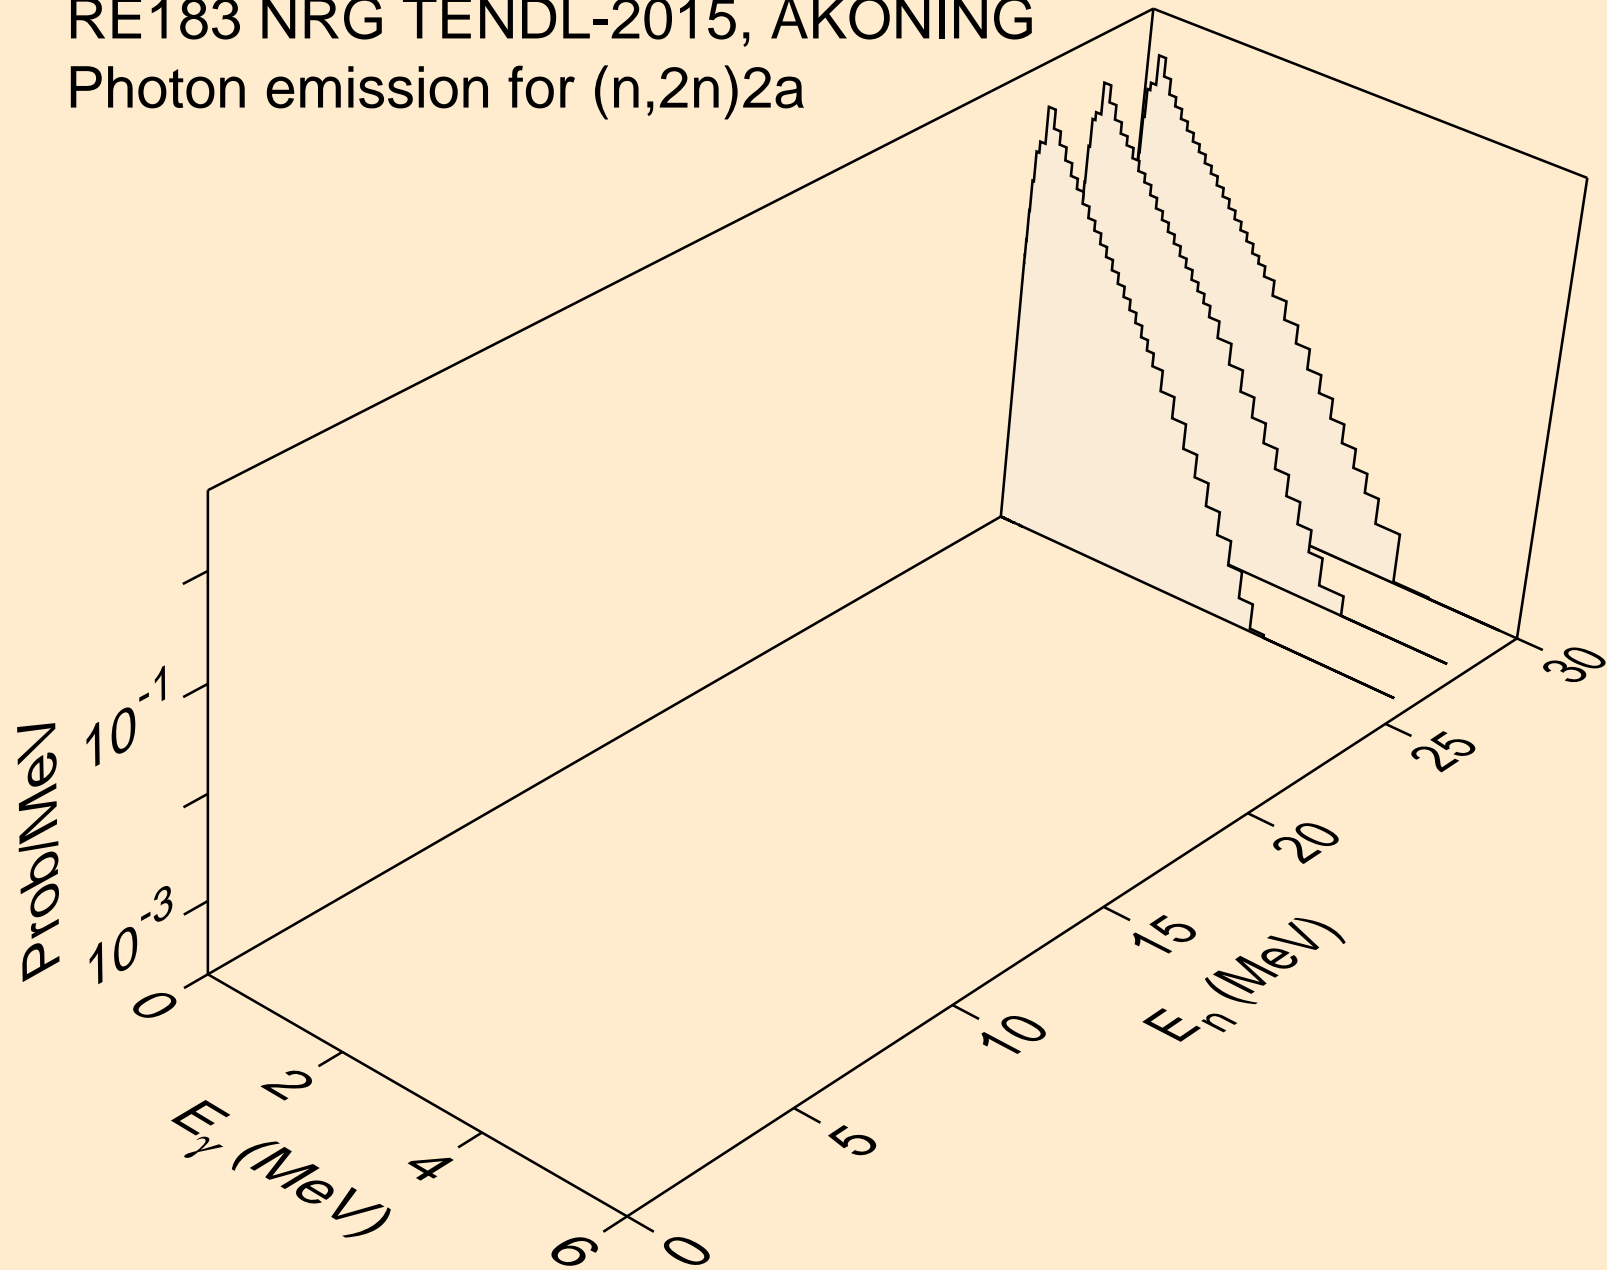 RE183 NRG TENDL-2015, AKONING
Photon emission for (n,2n)2a
Prob/MeV
10-1
10-3
0
2
4
6
Eγ (MeV)
0
5
10
15
20
25
30
En (MeV)